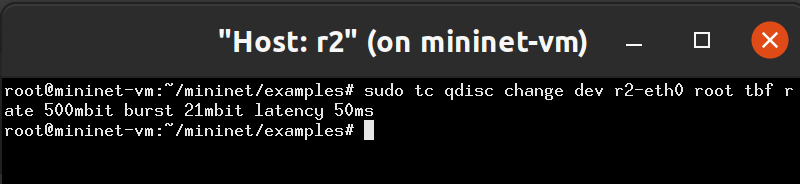 "Host: r2" (on mininet-vm)
root@mininet-vm:~/mininet/examples# sudo tc qdisc change dev r2-eth0 root tbf r
ate 500mbit burst 21mbit latency 50ms
root@mininet-vm:~/mininet/examples#